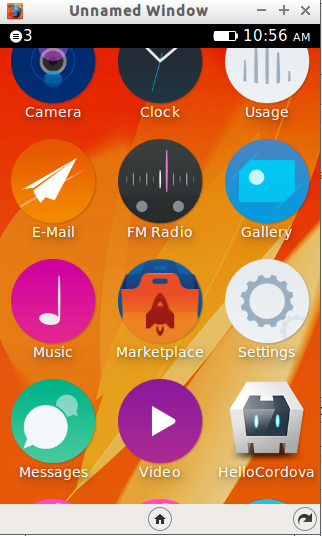 Unnamed Window
3 10:56 AM
Camera Clock Usage
E-Mail FM Radio Gallery
Music Marketplace Settings
Messages Video HelloCordova